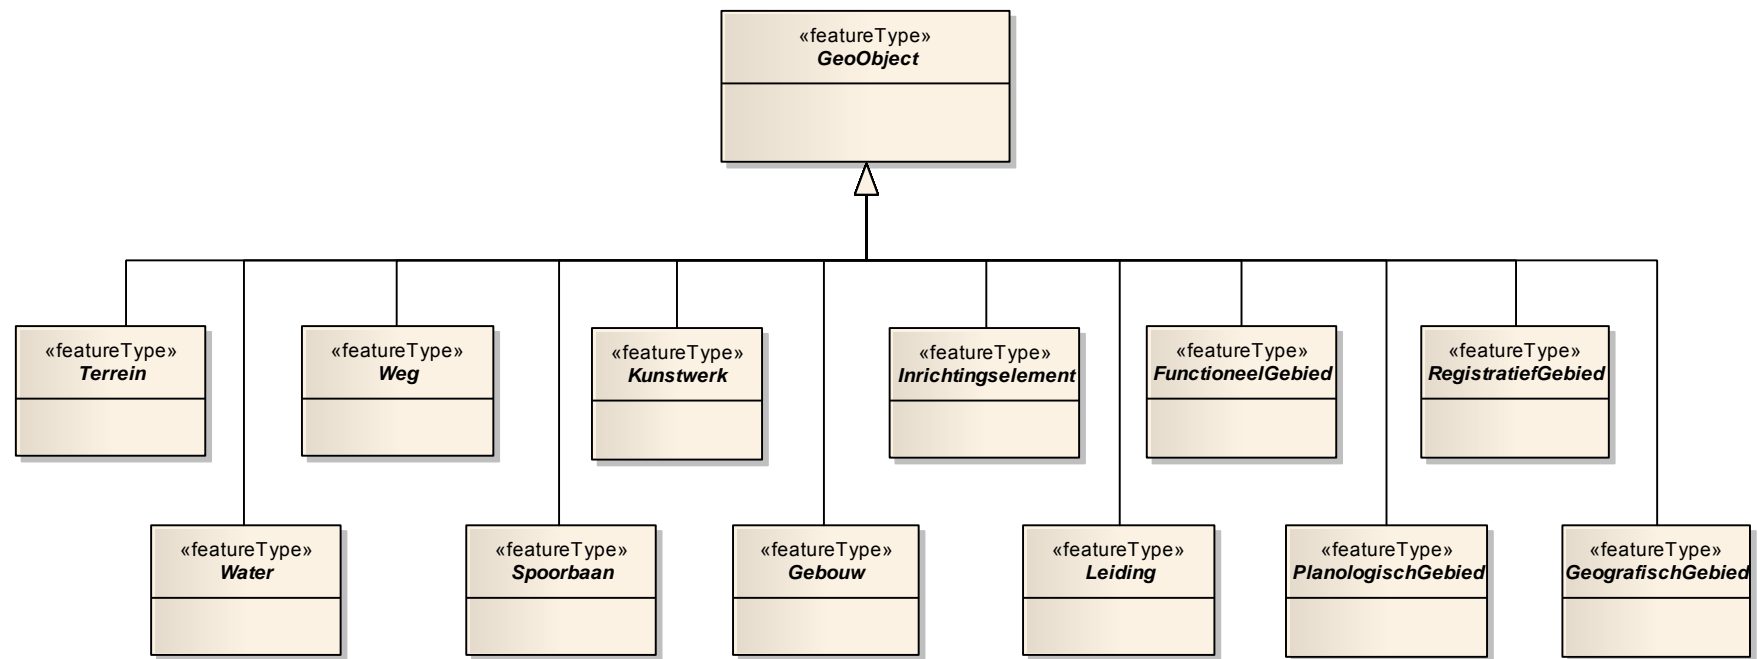 «featureType»
GeoObject
«featureType»
Terrein
«featureType»
Weg
«featureType»
Kunstwerk
«featureType»
Inrichtingselement
«featureType»
FunctioneelGebied
«featureType»
RegistratiefGebied
«featureType»
Water
«featureType»
Spoorbaan
«featureType»
Gebouw
«featureType»
Leiding
«featureType»
PlanologischGebied
«featureType»
GeografischGebied